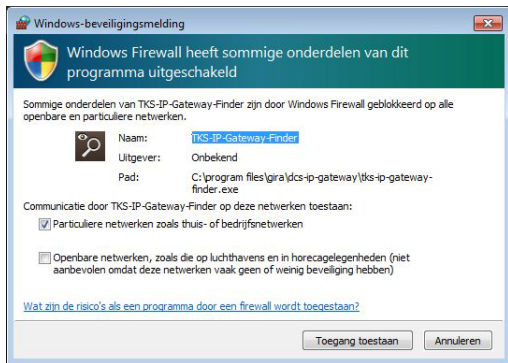 Windows-beveiligingsmelding
Windows Firewall heeft sommige onderdelen van dit
programma uitgeschakeld
Sommige onderdelen van TKS-IP-Gateway-Finder zijn door Windows Firewall geblokkeerd op alle
openbare en particuliere netwerken.
Naam: TKS-IP-Gateway-Finder
Uitgever: Onbekend
Pad: C:\program files\gira\dcs-ip-gateway\tks-ip-gateway-
finder.exe
Communicatie door TKS-IP-Gateway-Finder op deze netwerken toestaan:
Particuliere netwerken zoals thuis- of bedrijfsnetwerken
Openbare netwerken, zoals die op luchthavens en in horecagelegenheden (niet
aanbevolen omdat deze netwerken vaak geen of weinig beveiliging hebben)
Wat zijn de risico's als een programma door een firewall wordt toegestaan?
Toegang toestaan Annuleren